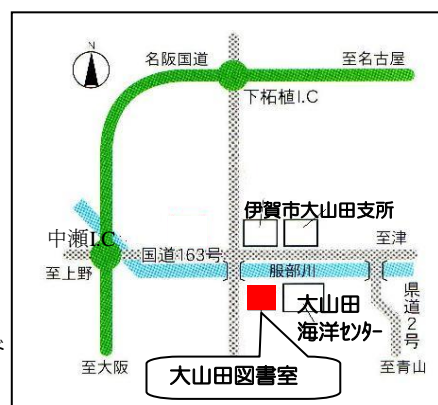 N
名阪国道
至名古屋
下柘植I.C
伊賀市大山田支所
中瀬I.C
国道163号
至津
至上野
服部川
大山田
海洋センター
県道2号
至大阪
大山田図書室
至青山